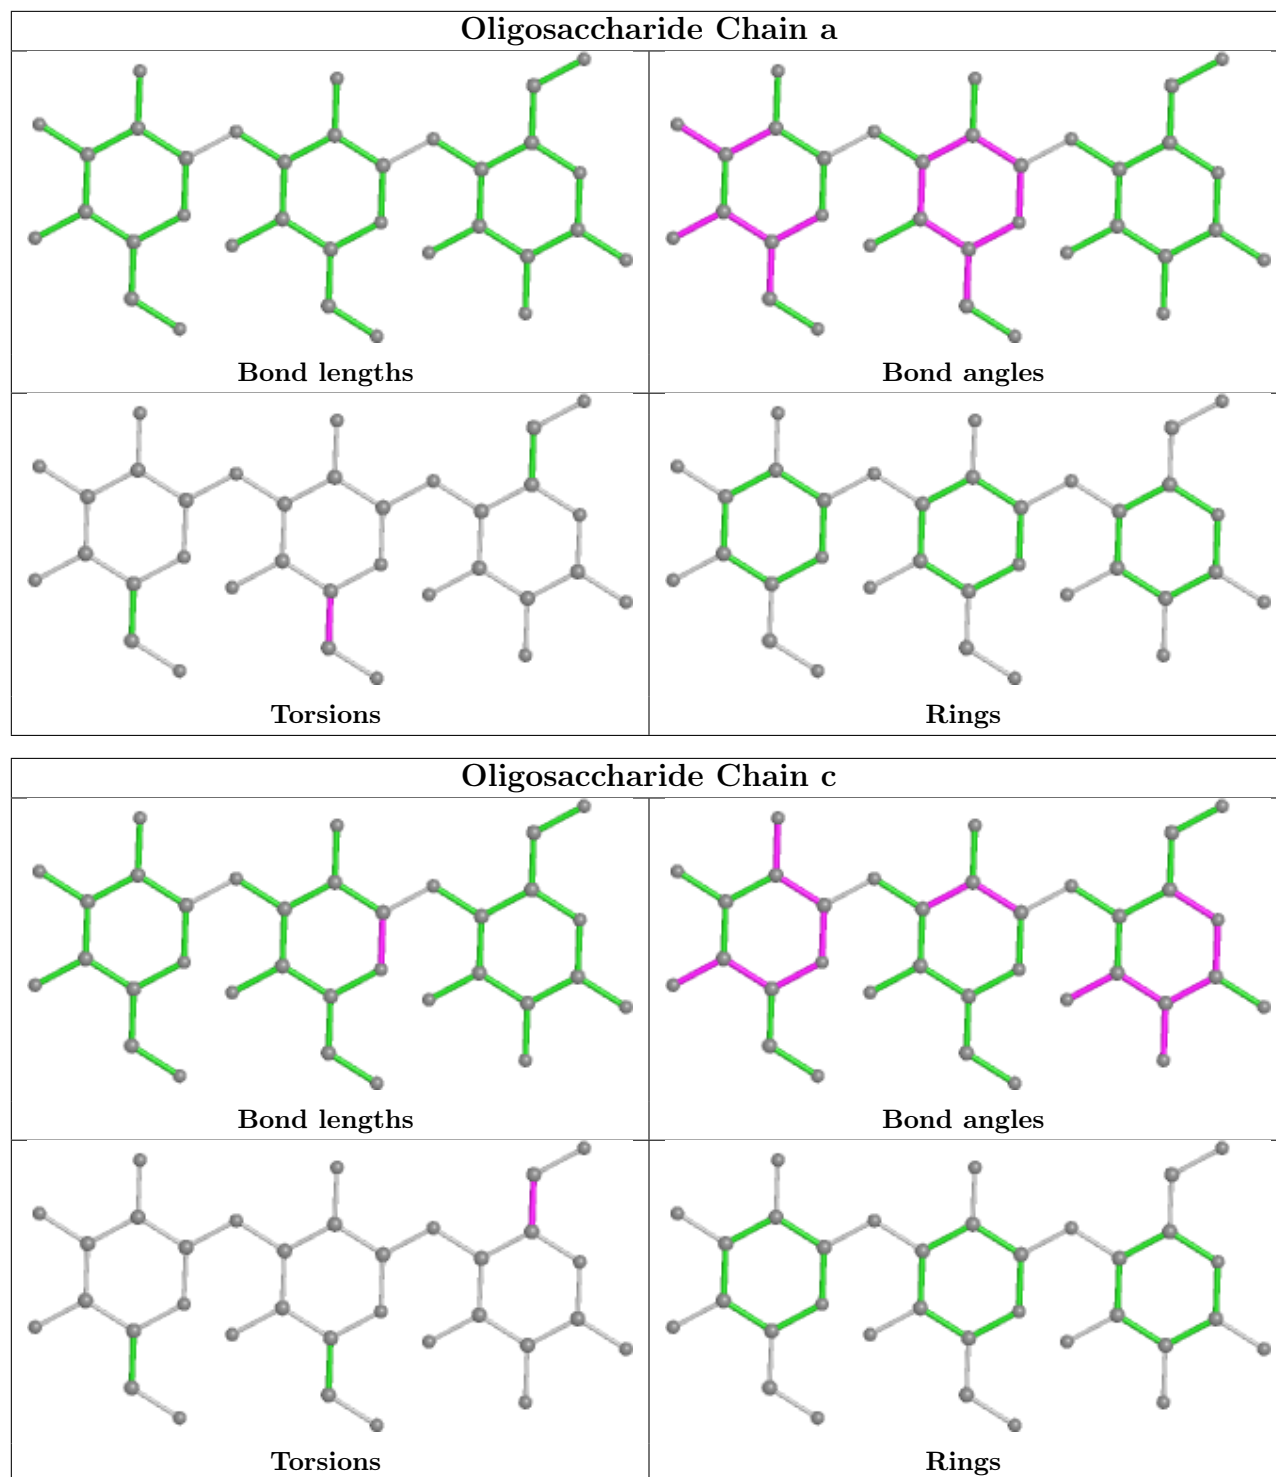 Oligosaccharide Chain a
Bond lengths
Bond angles
Torsions
Rings
Oligosaccharide Chain c
Bond lengths
Bond angles
Torsions
Rings